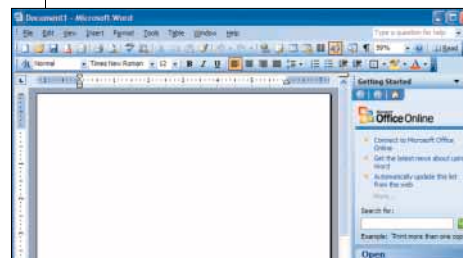 Document1 - Microsoft Word
File Edit View Insert Format Tools Table Window Help Type a question for help
59% Read
Normal Times New Roman 12 B I U
Getting Started
Office Online
Connect to Microsoft Office
Online
Get the latest news about using
Word
Automatically update this list
from the web
More...
Search for:
Example: "Print more than one copy"
Open